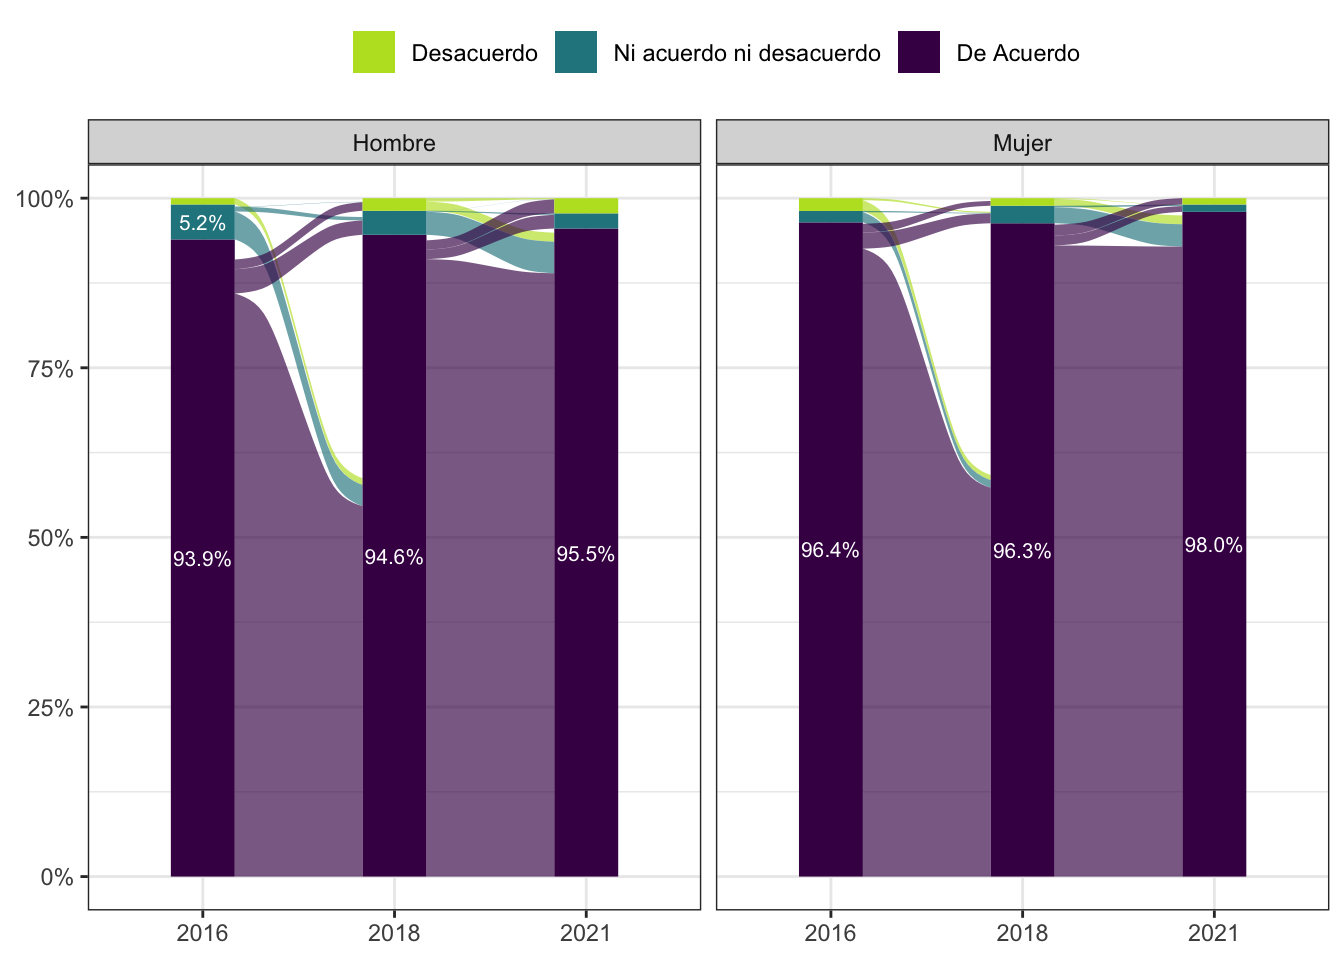 Desacuerdo Ni acuerdo ni desacuerdo De Acuerdo
Hombre Mujer
100%
75%
50%
25%
0%
5.2%
93.9% 94.6% 95.5%
96.4% 96.3% 98.0%
2016 2018 2021
2016 2018 2021